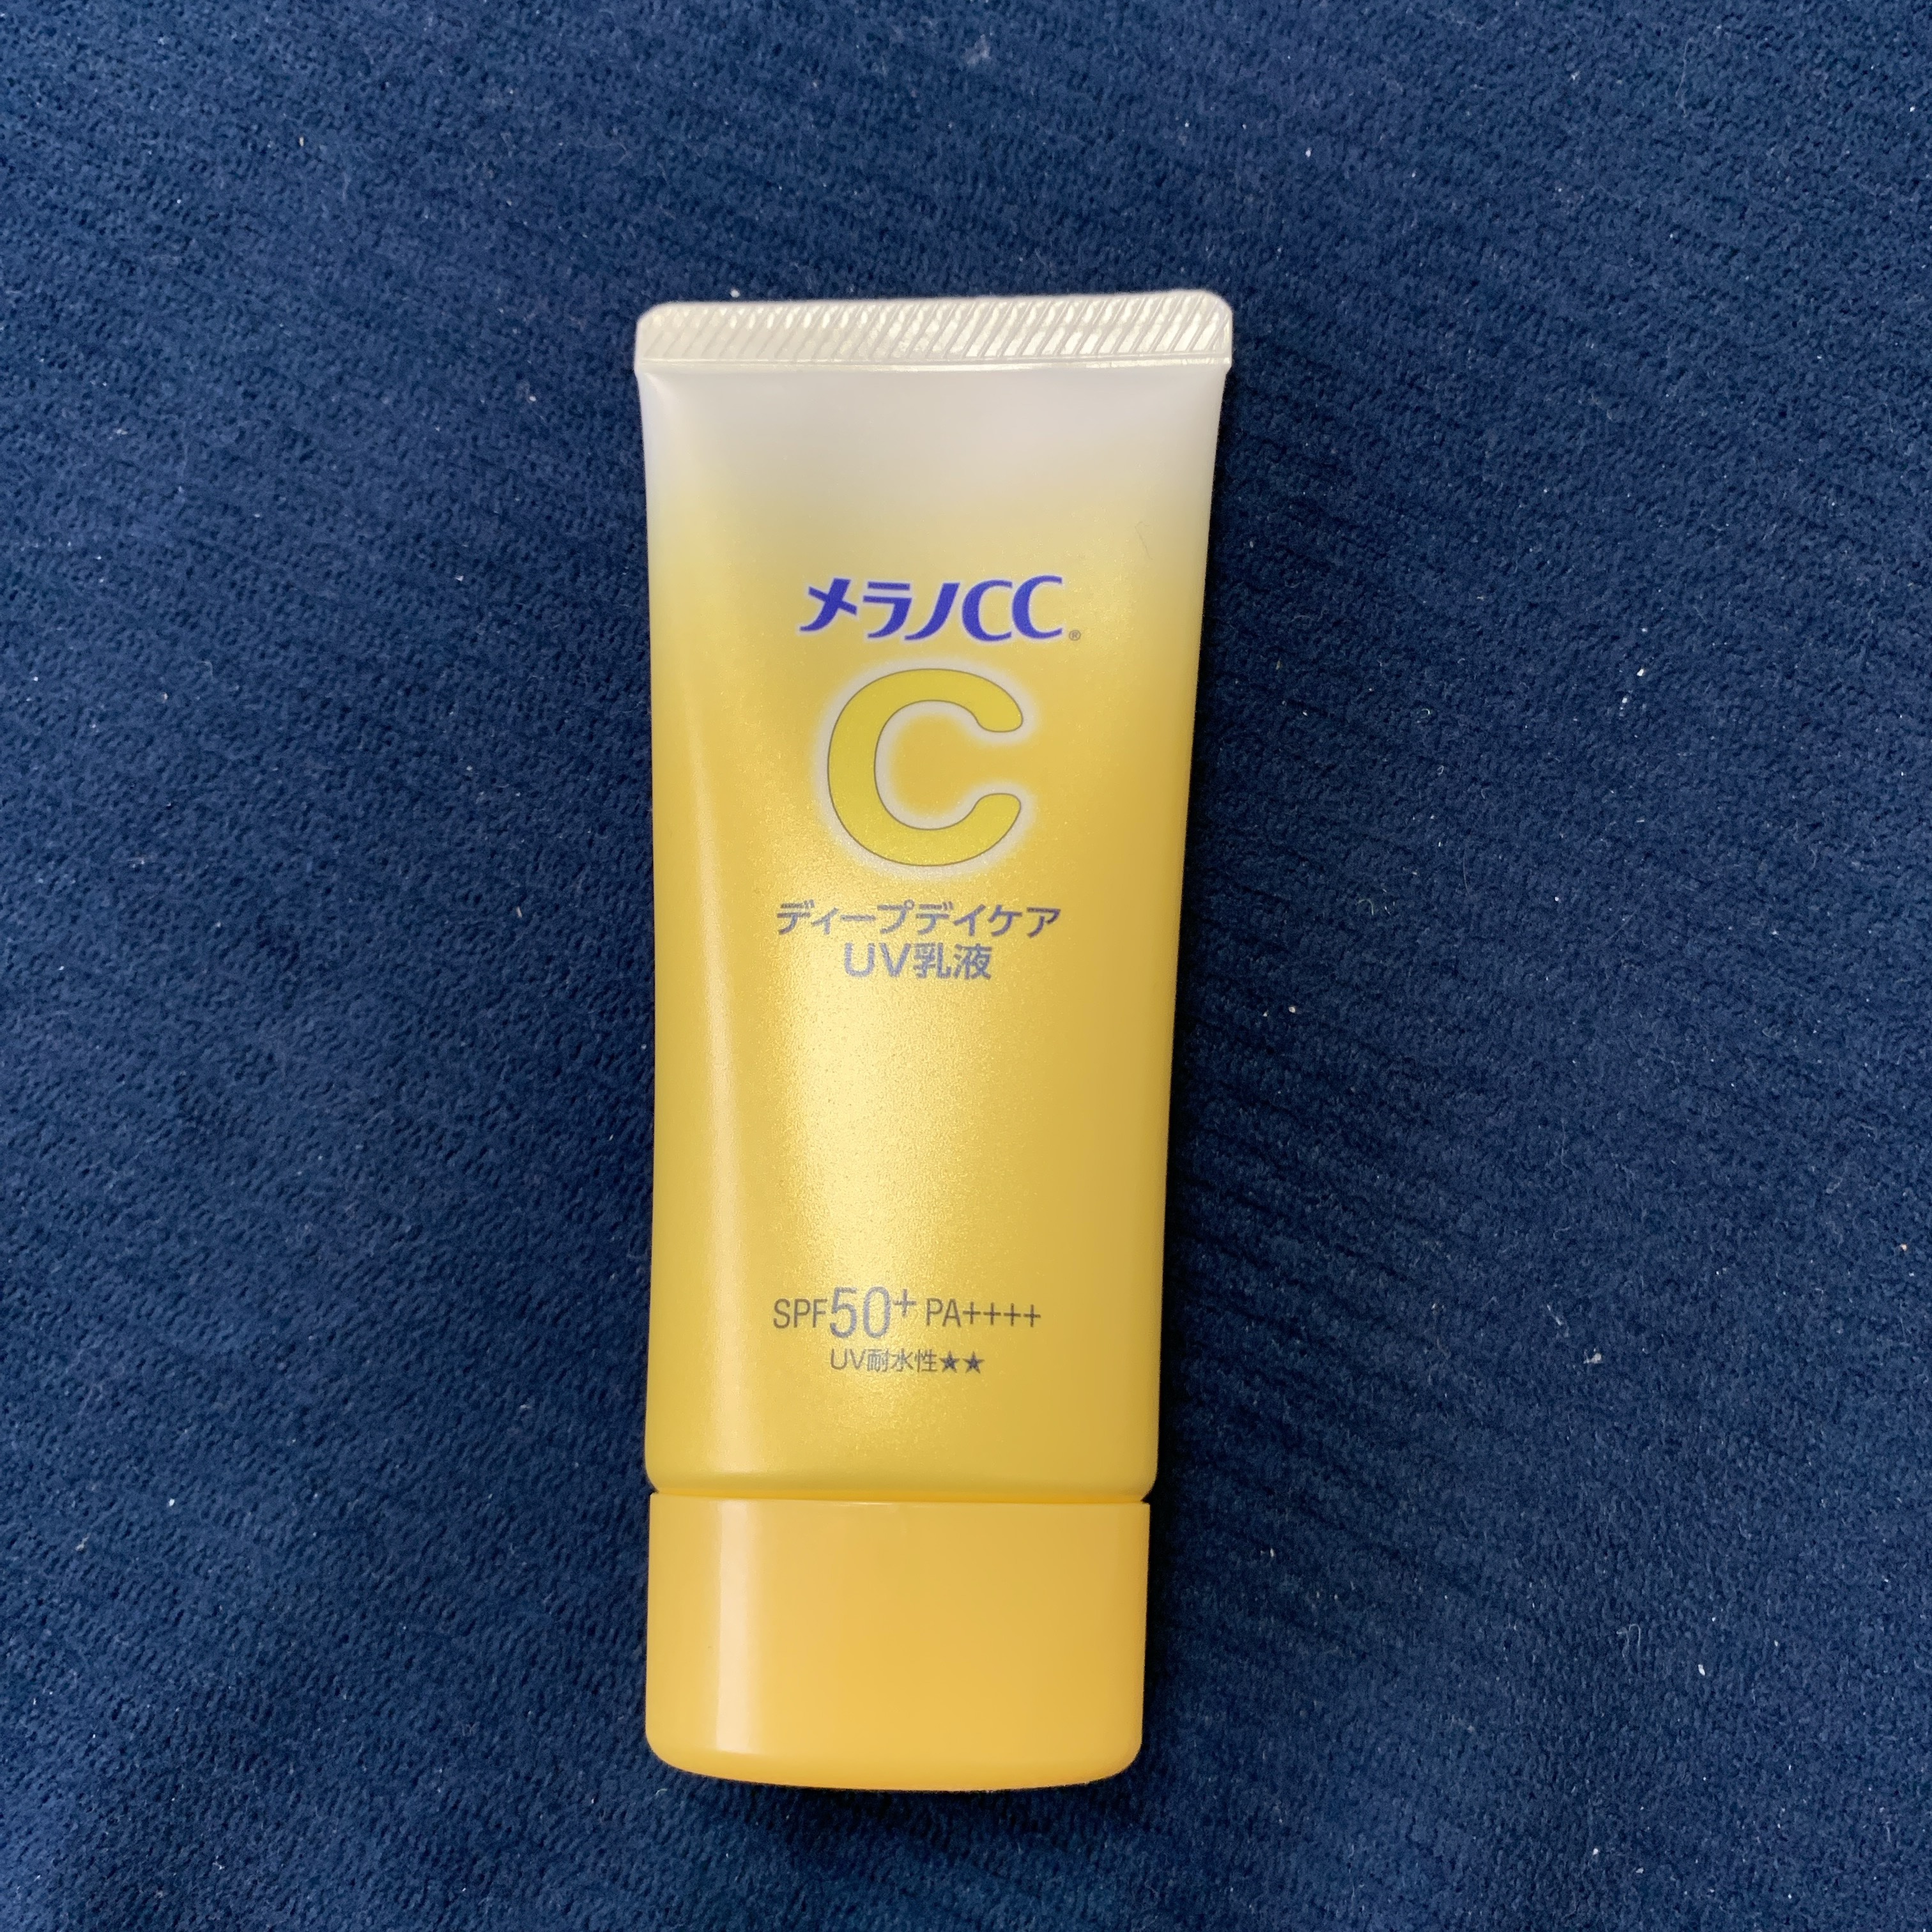 メラノCC®
C
ディープデイケア
UV乳液
SPF50+ PA++++
UV耐水性★★